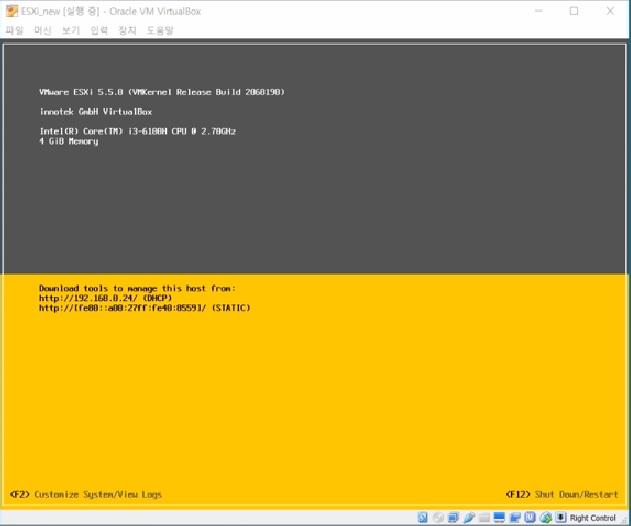 ESXi_new [실행 중] - Oracle VM VirtualBox
파일 머신 보기 입력 장치 도움말
VMware ESXi 5.5.0 (VMKernel Release Build 2068190)
innotek GmbH VirtualBox
Intel(R) Core(TM) i3-6100H CPU @ 2.70GHz
4 GiB Memory
Download tools to manage this host from:
http://192.168.0.24/ (DHCP)
http://[fe80::a00:27ff:fe40:8559]/ (STATIC)
<F2> Customize System/View Logs
<F12> Shut Down/Restart
Right Control